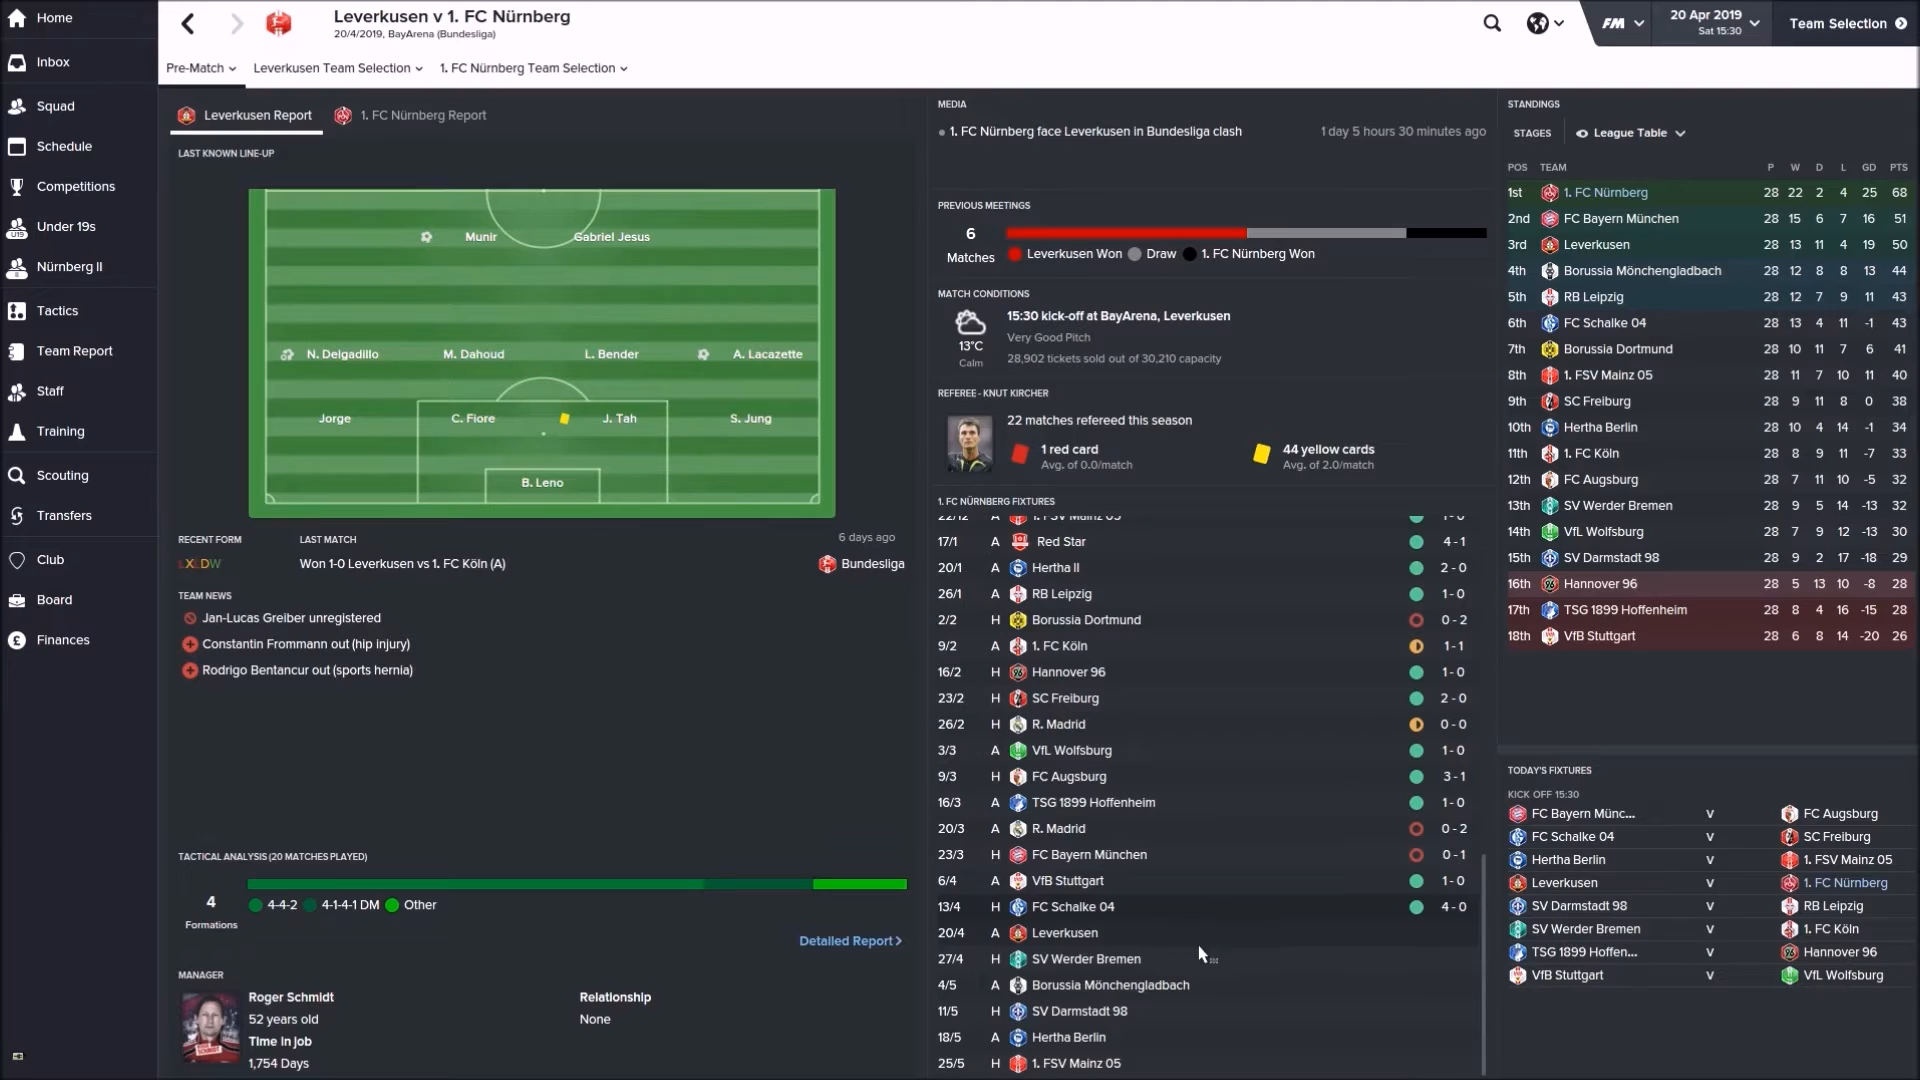 Home
Inbox
Squad
Schedule
Competitions
Under 19s
Nürnberg II
Tactics
Team Report
Staff
Training
Scouting
Transfers
Club
Board
Finances
Leverkusen v 1. FC Nürnberg
20/4/2019, BayArena (Bundesliga)
FM
20 Apr 2019
Sat 15:30
Team Selection
Pre-Match
Leverkusen Team Selection
1. FC Nürnberg Team Selection
Leverkusen Report
1. FC Nürnberg Report
LAST KNOWN LINE-UP
Munir
Gabriel Jesus
N. Delgadillo
M. Dahoud
L. Bender
A. Lacazette
Jorge
C. Fiore
J. Tah
S. Jung
B. Leno
RECENT FORM
LAST MATCH
6 days ago
LXLDW
Won 1-0 Leverkusen vs 1. FC Köln (A)
Bundesliga
TEAM NEWS
Jan-Lucas Greiber unregistered
Constantin Frommann out (hip injury)
Rodrigo Bentancur out (sports hernia)
TACTICAL ANALYSIS (20 MATCHES PLAYED)
4
Formations
4-4-2
4-1-4-1 DM
Other
Detailed Report >
MANAGER
Roger Schmidt
52 years old
Time in job
1,754 Days
Relationship
None
MEDIA
1. FC Nürnberg face Leverkusen in Bundesliga clash
1 day 5 hours 30 minutes ago
PREVIOUS MEETINGS
6
Matches
Leverkusen Won
Draw
1. FC Nürnberg Won
MATCH CONDITIONS
13°C
Calm
15:30 kick-off at BayArena, Leverkusen
Very Good Pitch
28,902 tickets sold out of 30,210 capacity
REFEREE - KNUT KIRCHER
22 matches refereed this season
1 red card
Avg. of 0.0/match
44 yellow cards
Avg. of 2.0/match
1. FC NÜRNBERG FIXTURES
22/12 A 1. FSV Mainz 05 1-0
17/1 A Red Star 4-1
20/1 A Hertha II 2-0
26/1 A RB Leipzig 1-0
2/2 H Borussia Dortmund 0-2
9/2 A 1. FC Köln 1-1
16/2 H Hannover 96 1-0
23/2 H SC Freiburg 2-0
26/2 H R. Madrid 0-0
3/3 A VfL Wolfsburg 1-0
9/3 H FC Augsburg 3-1
16/3 A TSG 1899 Hoffenheim 1-0
20/3 A R. Madrid 0-2
23/3 H FC Bayern München 0-1
6/4 A VfB Stuttgart 1-0
13/4 H FC Schalke 04 4-0
20/4 A Leverkusen
27/4 H SV Werder Bremen
4/5 A Borussia Mönchengladbach
11/5 H SV Darmstadt 98
18/5 A Hertha Berlin
25/5 H 1. FSV Mainz 05
STANDINGS
STAGES
League Table
POS TEAM P W D L GD PTS
1st 1. FC Nürnberg 28 22 2 4 25 68
2nd FC Bayern München 28 15 6 7 16 51
3rd Leverkusen 28 13 11 4 19 50
4th Borussia Mönchengladbach 28 12 8 8 13 44
5th RB Leipzig 28 12 7 9 11 43
6th FC Schalke 04 28 13 4 11 -1 43
7th Borussia Dortmund 28 10 11 7 6 41
8th 1. FSV Mainz 05 28 11 7 10 11 40
9th SC Freiburg 28 9 11 8 0 38
10th Hertha Berlin 28 10 4 14 -1 34
11th 1. FC Köln 28 8 9 11 -7 33
12th FC Augsburg 28 7 11 10 -5 32
13th SV Werder Bremen 28 9 5 14 -13 32
14th VfL Wolfsburg 28 7 9 12 -13 30
15th SV Darmstadt 98 28 9 2 17 -18 29
16th Hannover 96 28 5 13 10 -8 28
17th TSG 1899 Hoffenheim 28 8 4 16 -15 28
18th VfB Stuttgart 28 6 8 14 -20 26
TODAY'S FIXTURES
KICK OFF 15:30
FC Bayern Münc... V FC Augsburg
FC Schalke 04 V SC Freiburg
Hertha Berlin V 1. FSV Mainz 05
Leverkusen V 1. FC Nürnberg
SV Darmstadt 98 V RB Leipzig
SV Werder Bremen V 1. FC Köln
TSG 1899 Hoffen... V Hannover 96
VfB Stuttgart V VfL Wolfsburg